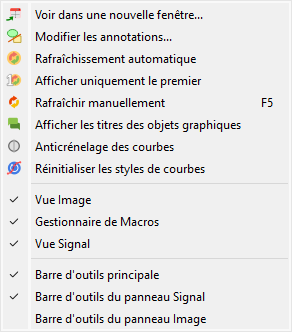 Voir dans une nouvelle fenêtre...
Modifier les annotations...
Rafraîchissement automatique
Afficher uniquement le premier
Rafraîchir manuellement F5
Afficher les titres des objets graphiques
Anticrénelage des courbes
Réinitialiser les styles de courbes
Vue Image
Gestionnaire de Macros
Vue Signal
Barre d'outils principale
Barre d'outils du panneau Signal
Barre d'outils du panneau Image